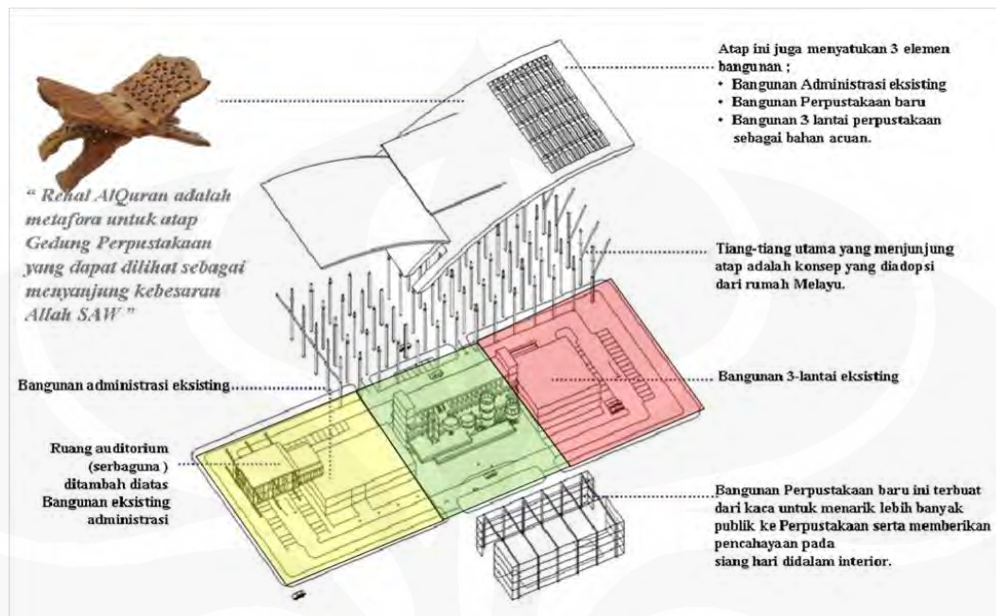 Atap ini juga menyatukan 3 elemen
bangunan ;
• Bangunan Administrasi eksisting
• Bangunan Perpustakaan baru
• Bangunan 3 lantai perpustakaan
sebagai bahan acuan.
“ Rehal AlQuran adalah
metafora untuk atap
Gedung Perpustakaan
yang dapat dilihat sebagai
menyanjung kebesaran
Allah SAW ”
Tiang-tiang utama yang menjunjung
atap adalah konsep yang diadopsi
dari rumah Melayu.
Bangunan administrasi eksisting
Bangunan 3-lantai eksisting
Ruang auditorium
(serbaguna )
ditambah diatas
Bangunan eksisting
administrasi
Bangunan Perpustakaan baru ini terbuat
dari kaca untuk menarik lebih banyak
publik ke Perpustakaan serta memberikan
pencahayaan pada
siang hari didalam interior.